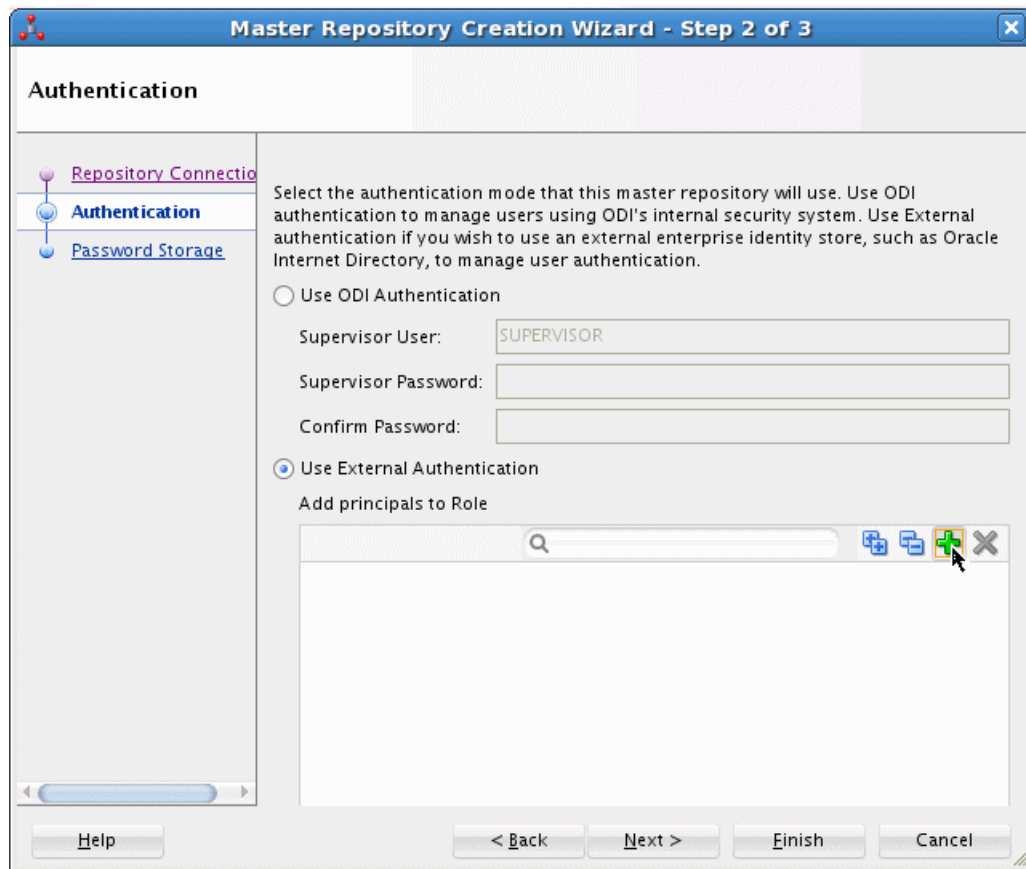 Master Repository Creation Wizard - Step 2 of 3
Authentication
Repository Connectio
Authentication
Password Storage
Select the authentication mode that this master repository will use. Use ODI
authentication to manage users using ODI's internal security system. Use External
authentication if you wish to use an external enterprise identity store, such as Oracle
Internet Directory, to manage user authentication.
Use ODI Authentication
Supervisor User: SUPERVISOR
Supervisor Password:
Confirm Password:
Use External Authentication
Add principals to Role
Help < Back Next > Finish Cancel